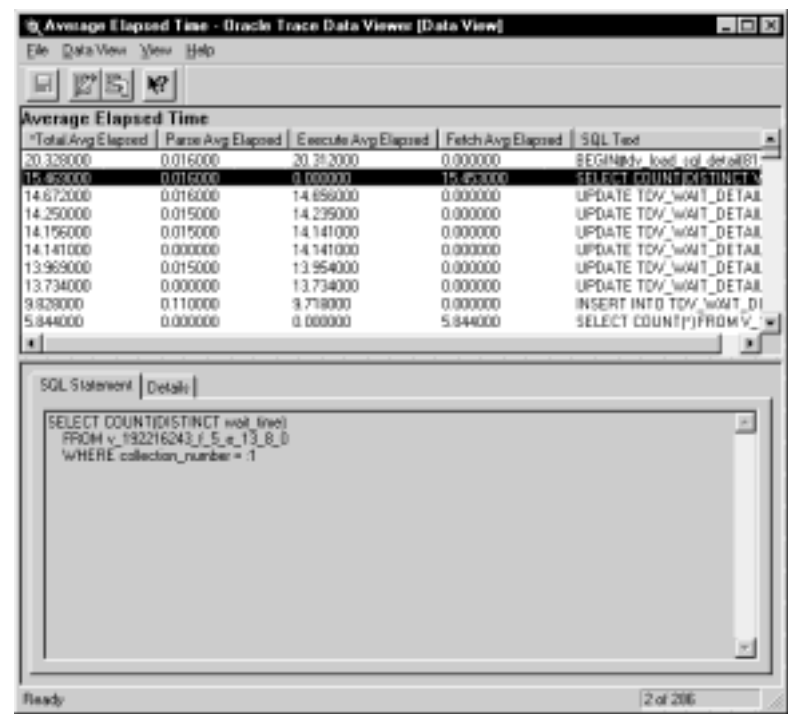 Average Elapsed Time - Oracle Trace Data Viewer [Data View]
File Data View View Help
Average Elapsed Time
*Total Avg Elapsed Parse Avg Elapsed Execute Avg Elapsed Fetch Avg Elapsed SQL Text
20.328000 0.016000 20.312000 0.000000 BEGIN#dv_load_sql_detail(81-
15.469000 0.016000 0.000000 15.453000 SELECT COUNT(DISTINCT w
14.672000 0.016000 14.656000 0.000000 UPDATE TDV_WAIT_DETAIL
14.250000 0.015000 14.235000 0.000000 UPDATE TDV_WAIT_DETAIL
14.156000 0.015000 14.141000 0.000000 UPDATE TDV_WAIT_DETAIL
14.141000 0.000000 14.141000 0.000000 UPDATE TDV_WAIT_DETAIL
13.969000 0.015000 13.954000 0.000000 UPDATE TDV_WAIT_DETAIL
13.734000 0.000000 13.734000 0.000000 UPDATE TDV_WAIT_DETAIL
9.828000 0.110000 9.718000 0.000000 INSERT INTO TDV_WAIT_DI
5.844000 0.000000 0.000000 5.844000 SELECT COUNT(*) FROM V_
SQL Statement Details
SELECT COUNT(DISTINCT wait_time)
FROM v_192216243_f_5_e_13_8_0
WHERE collection_number = :1
Ready 2 of 286